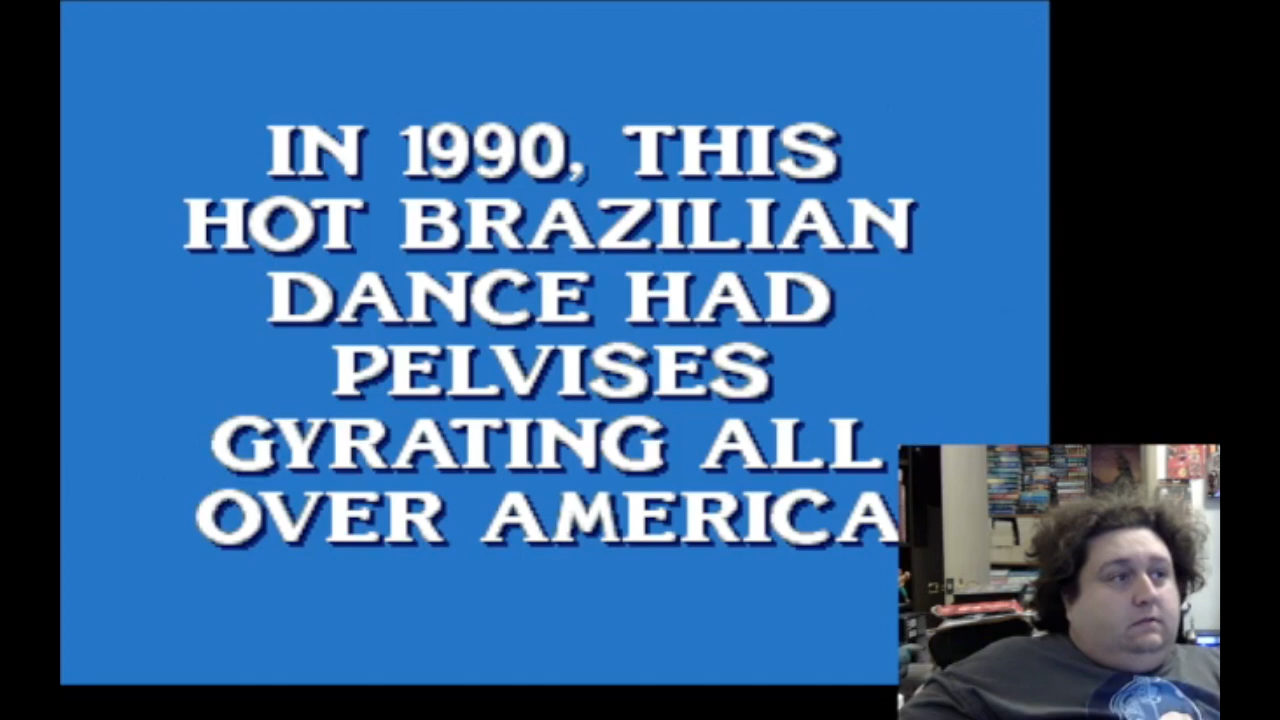 IN 1990, THIS
HOT BRAZILIAN
DANCE HAD
PELVISES
GYRATING ALL
OVER AMERICA